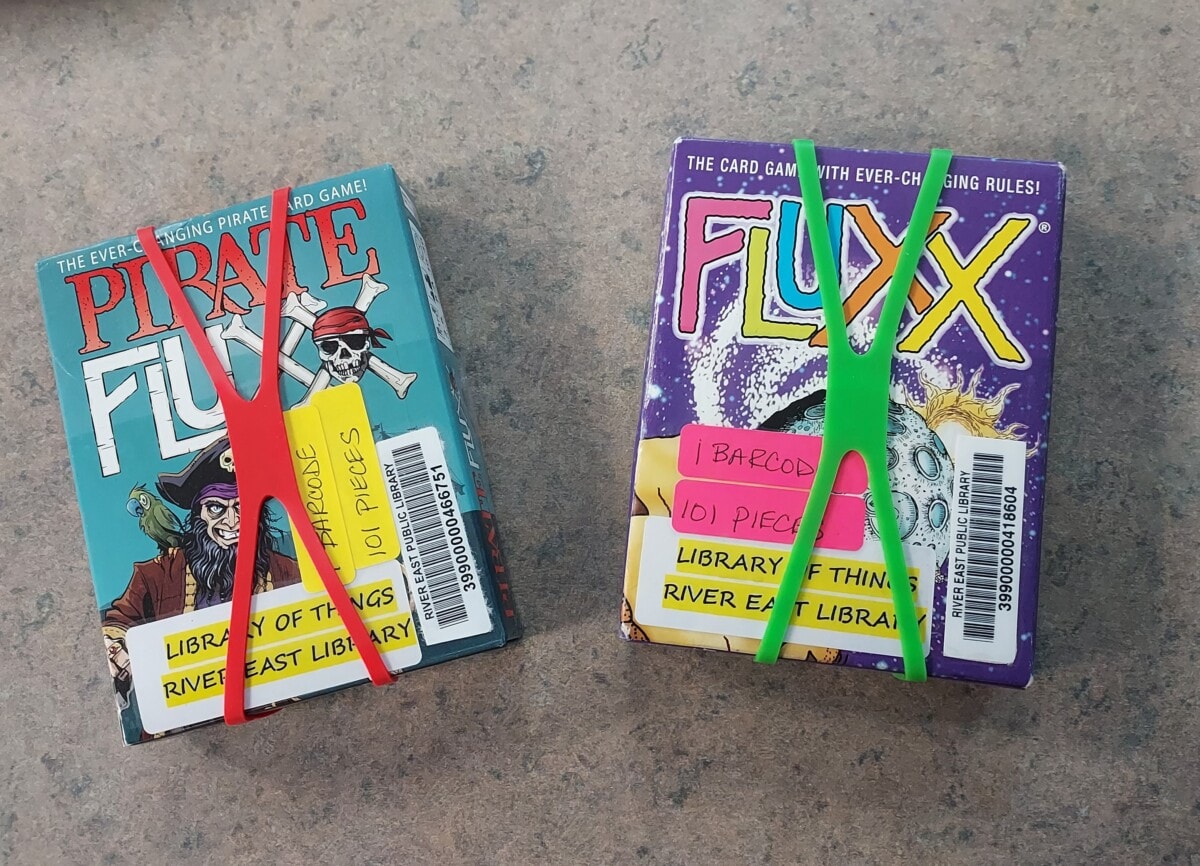 THE EVER-CHANGING PIRATE CARD GAME!
PIRATE
FLUXX
BARCODE
101 PIECES
RIVER EAST PUBLIC LIBRARY
39900000466751
LIBRARY OF THINGS
RIVER EAST LIBRARY
THE CARD GAME WITH EVER-CHANGING RULES!
FLUXX®
1 BARCOD
101 PIECES
LIBRARY OF THINGS
RIVER EAST LIBRARY
RIVER EAST PUBLIC LIBRARY
39900000418604